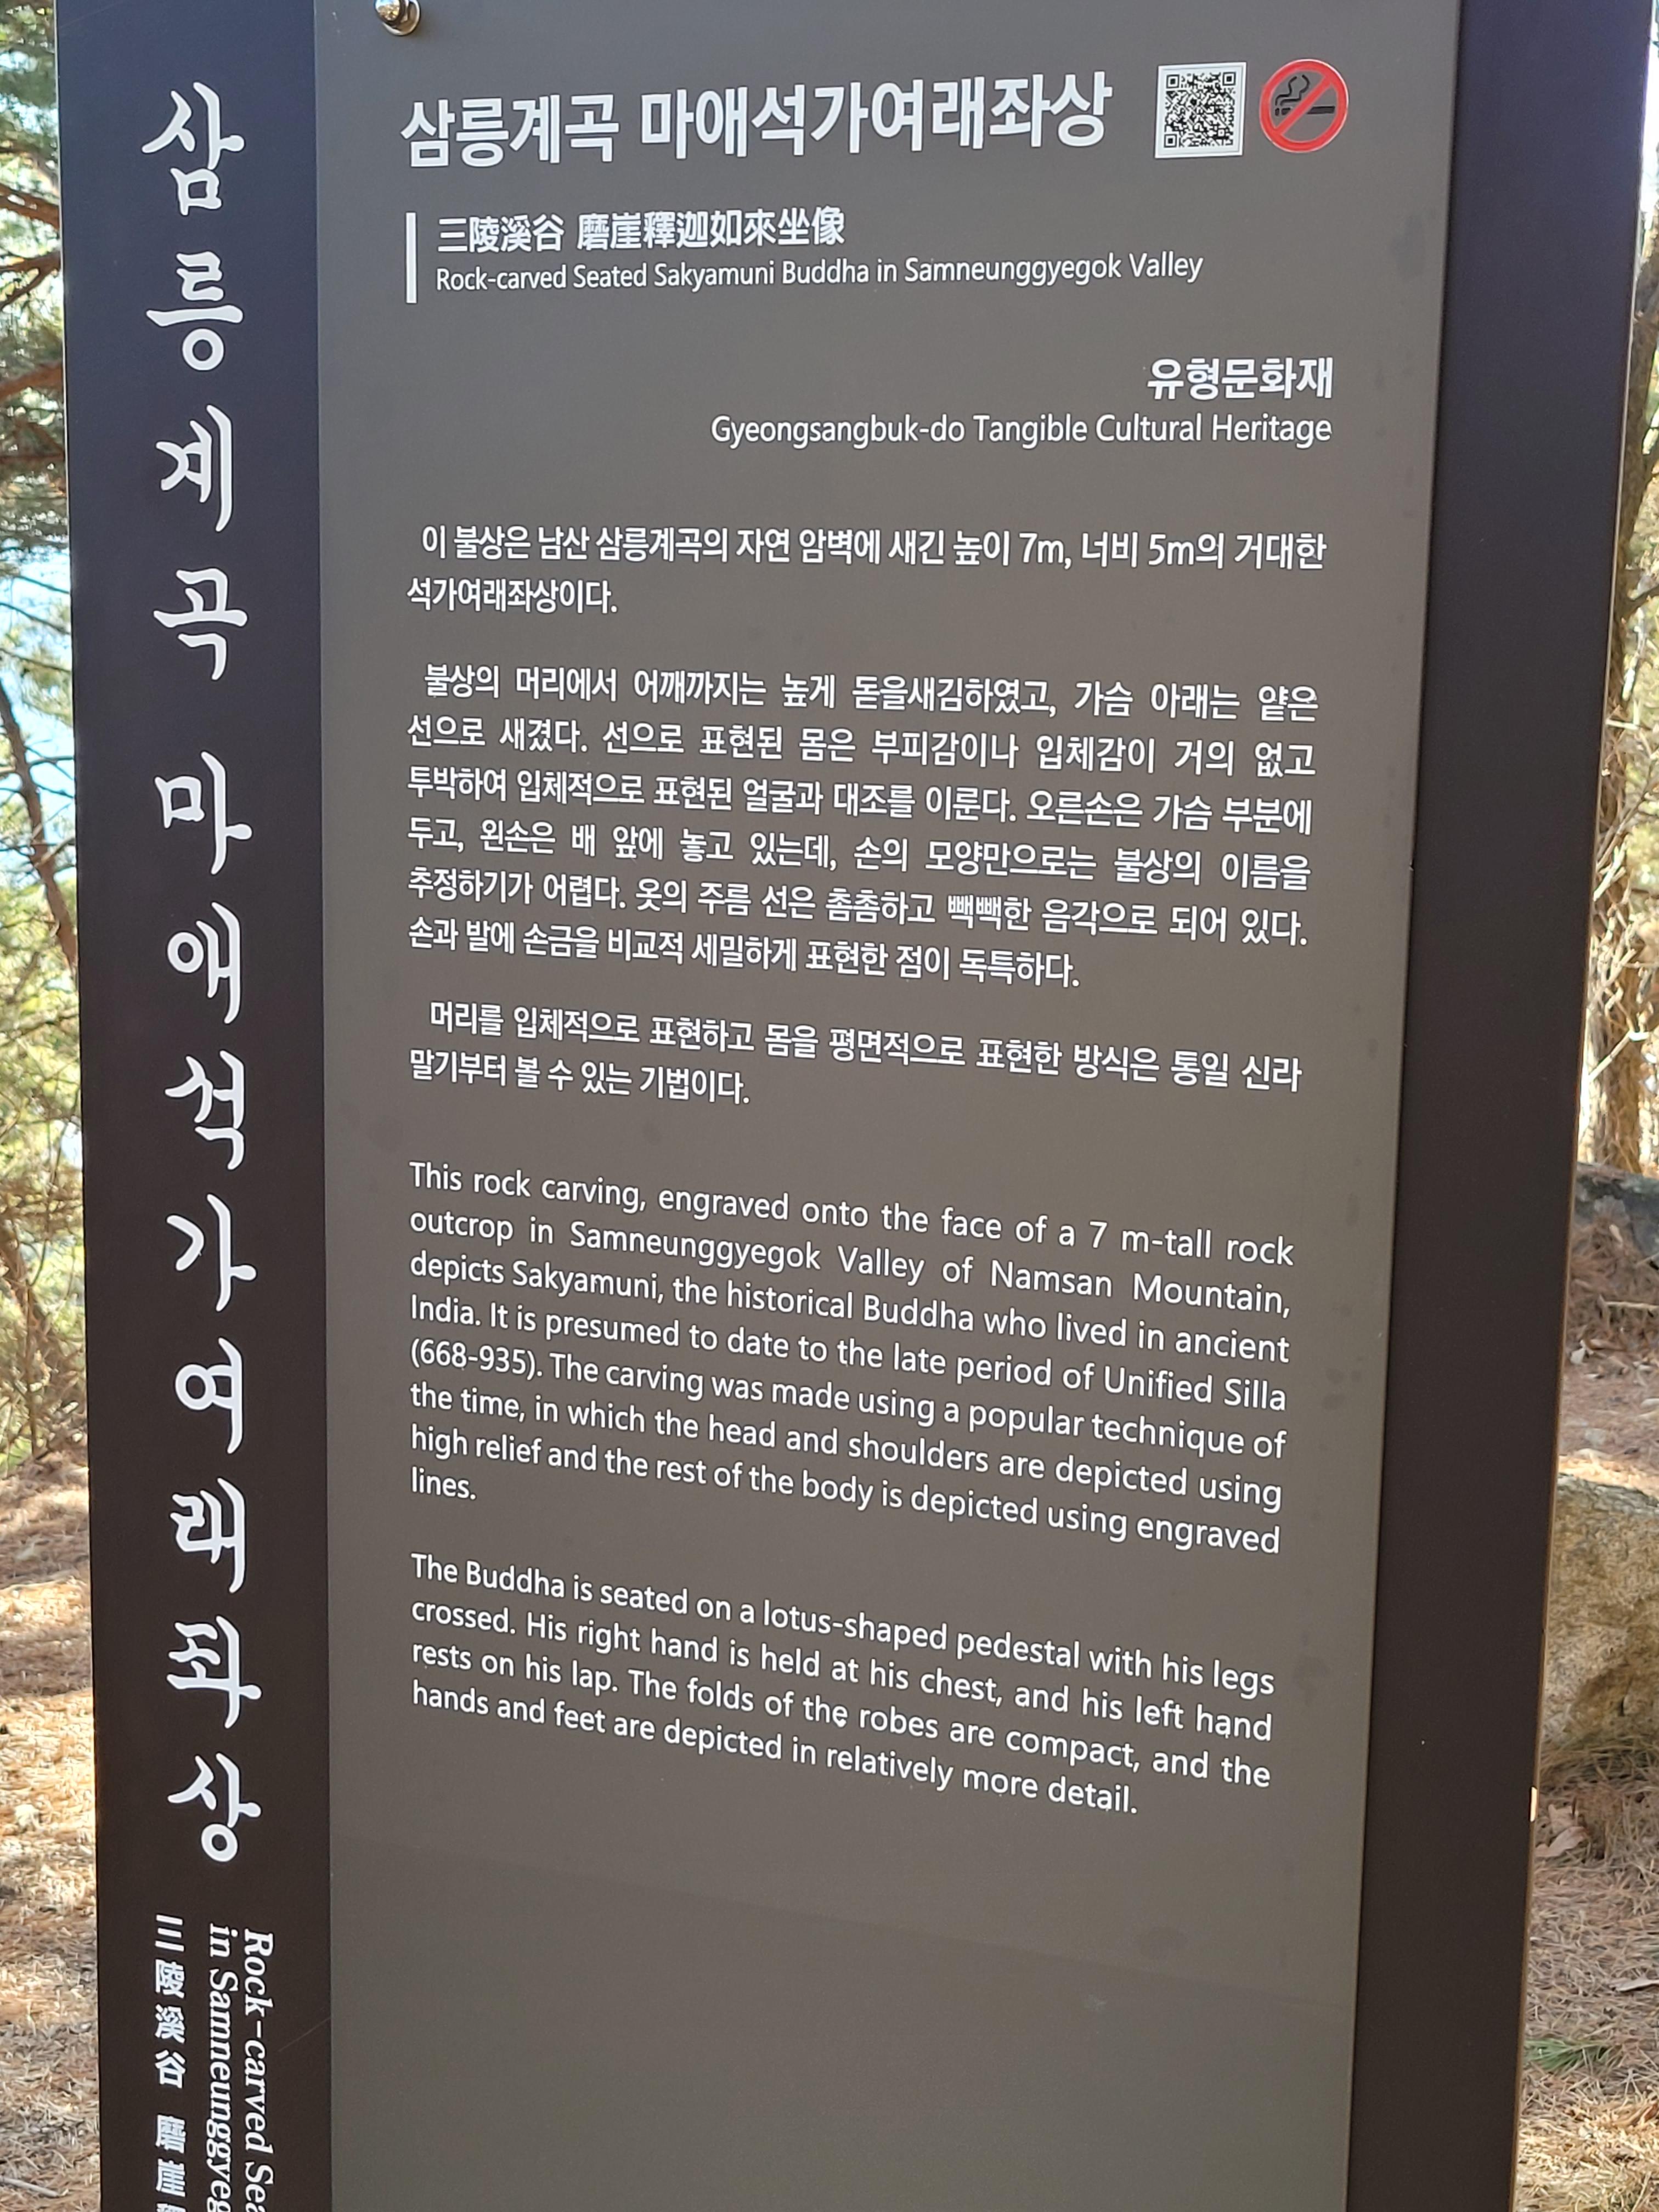 삼릉계곡 마애석가여래좌상
삼릉계곡 마애석가여래좌상
三陵溪谷 磨崖釋迦如來坐像
Rock-carved Seated Sakyamuni Buddha in Samneunggyegok Valley
유형문화재
Gyeongsangbuk-do Tangible Cultural Heritage
이 불상은 남산 삼릉계곡의 자연 암벽에 새긴 높이 7m, 너비 5m의 거대한
석가여래좌상이다.
불상의 머리에서 어깨까지는 높게 돋을새김하였고, 가슴 아래는 얕은
선으로 새겼다. 선으로 표현된 몸은 부피감이나 입체감이 거의 없고
투박하여 입체적으로 표현된 얼굴과 대조를 이룬다. 오른손은 가슴 부분에
두고, 왼손은 배 앞에 놓고 있는데, 손의 모양만으로는 불상의 이름을
추정하기가 어렵다. 옷의 주름 선은 촘촘하고 빽빽한 음각으로 되어 있다.
손과 발에 손금을 비교적 세밀하게 표현한 점이 독특하다.
머리를 입체적으로 표현하고 몸을 평면적으로 표현한 방식은 통일 신라
말기부터 볼 수 있는 기법이다.
This rock carving, engraved onto the face of a 7 m-tall rock
outcrop in Samneunggyegok Valley of Namsan Mountain,
depicts Sakyamuni, the historical Buddha who lived in ancient
India. It is presumed to date to the late period of Unified Silla
(668-935). The carving was made using a popular technique of
the time, in which the head and shoulders are depicted using
high relief and the rest of the body is depicted using engraved
lines.
The Buddha is seated on a lotus-shaped pedestal with his legs
crossed. His right hand is held at his chest, and his left hand
rests on his lap. The folds of the robes are compact, and the
hands and feet are depicted in relatively more detail.
Rock-carved Sea
in Samneunggyeg
三陵溪谷 磨崖